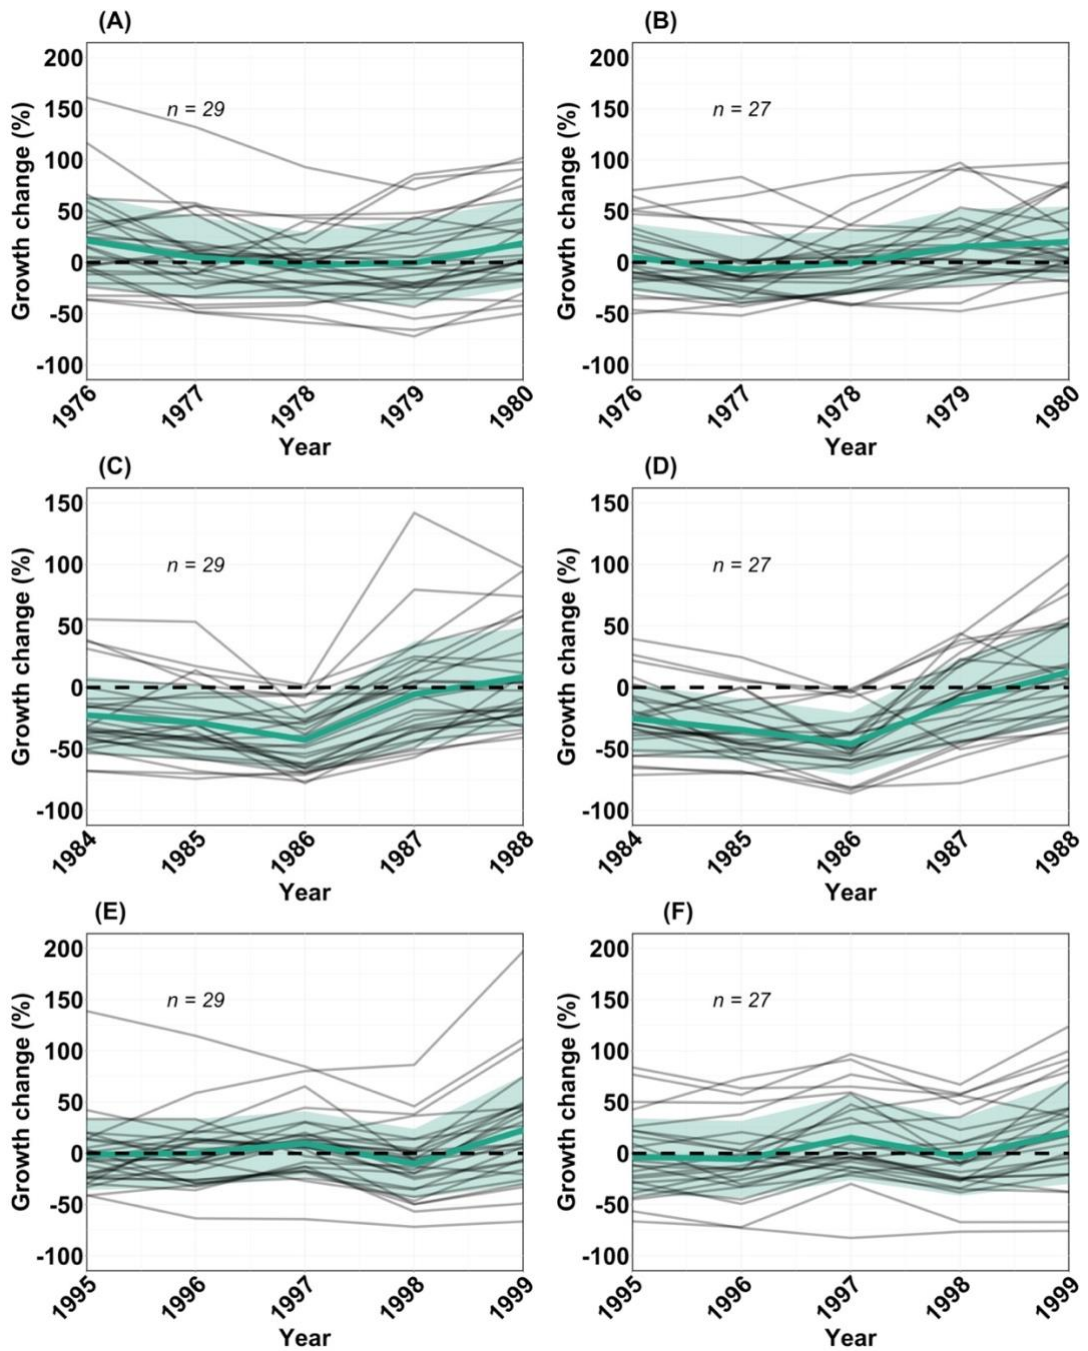 (A)
Growth change (%)
200
150
100
50
0
-50
-100
n = 29
1976
1977
1978
1979
1980
Year
(B)
Growth change (%)
200
150
100
50
0
-50
-100
n = 27
1976
1977
1978
1979
1980
Year
(C)
Growth change (%)
150
100
50
0
-50
-100
n = 29
1984
1985
1986
1987
1988
Year
(D)
Growth change (%)
150
100
50
0
-50
-100
n = 27
1984
1985
1986
1987
1988
Year
(E)
Growth change (%)
200
150
100
50
0
-50
-100
n = 29
1995
1996
1997
1998
1999
Year
(F)
Growth change (%)
200
150
100
50
0
-50
-100
n = 27
1995
1996
1997
1998
1999
Year